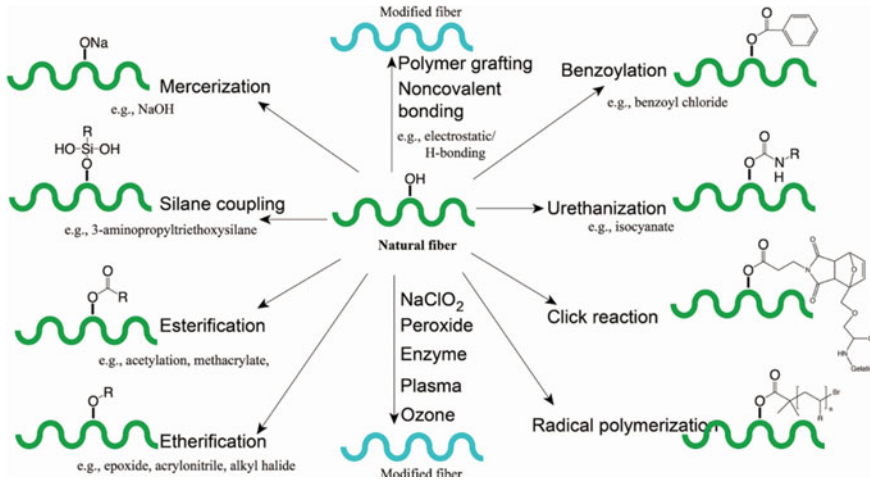 ONa
Mercerization
e.g., NaOH
R
HO-Si-OH
O
Silane coupling
e.g., 3-aminopropyltriethoxysilane
O
O
R
Esterification
e.g., acetylation, methacrylate,
R
O
Etherification
e.g., epoxide, acrylonitrile, alkyl halide
Modified fiber
Polymer grafting
Noncovalent
bonding
e.g., electrostatic/
H-bonding
OH
Natural fiber
NaClO2
Peroxide
Enzyme
Plasma
Ozone
Modified fiber
O
O
Benzoylation
e.g., benzoyl chloride
O
O
N
H
R
Urethanization
e.g., isocyanate
O
O
O
N
O
O
O
HN
Gelatin
Click reaction
O
O
Br
n
R
Radical polymerization